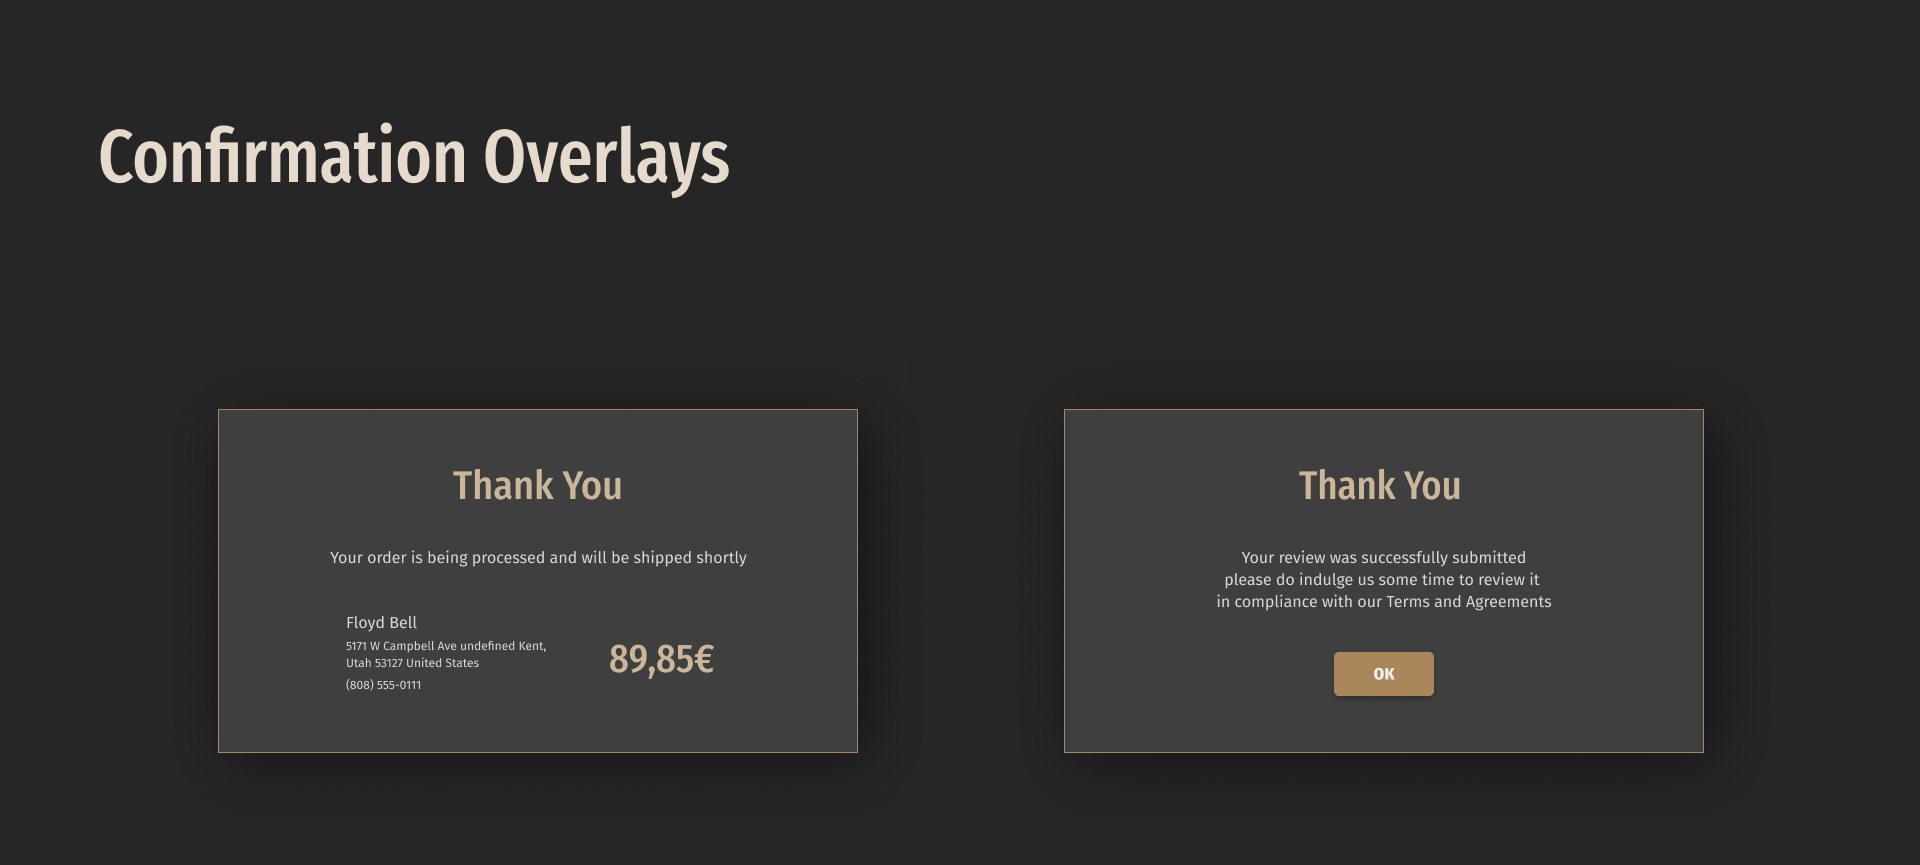 Confirmation Overlays
Thank You
Your order is being processed and will be shipped shortly
Floyd Bell
5171 W Campbell Ave undefined Kent,
Utah 53127 United States
(808) 555-0111
89,85€
Thank You
Your review was successfully submitted
please do indulge us some time to review it
in compliance with our Terms and Agreements
OK